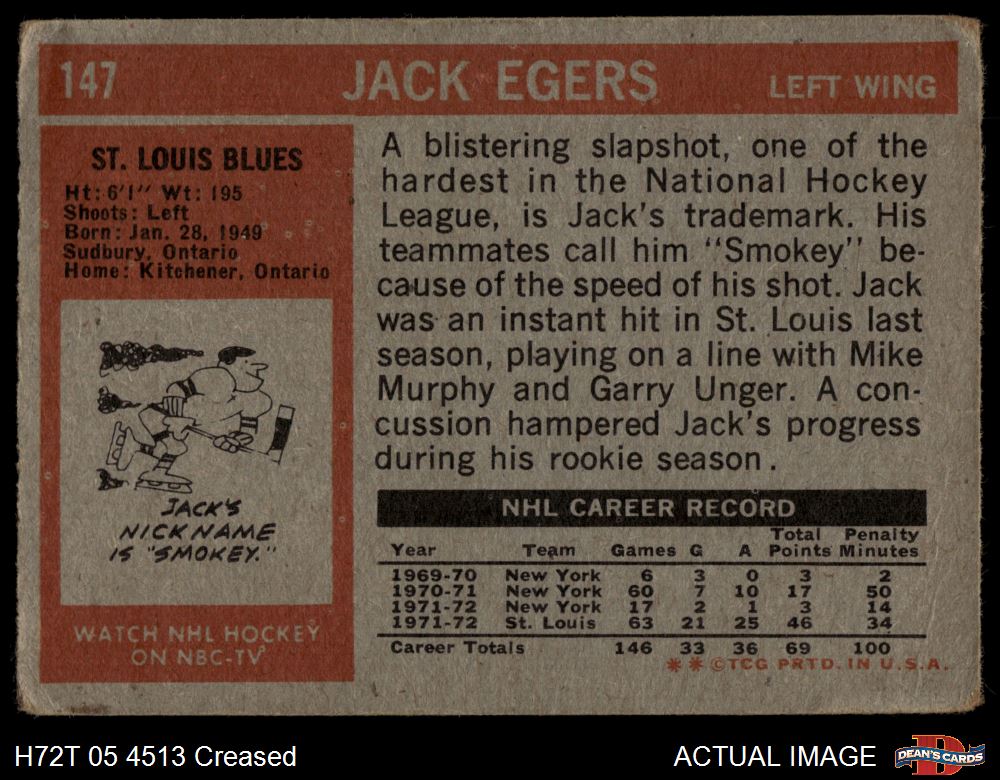 147 JACK EGERS LEFT WING
ST. LOUIS BLUES
Ht: 6'1" Wt: 195
Shoots: Left
Born: Jan. 28, 1949
Sudbury, Ontario
Home: Kitchener, Ontario
JACK'S
NICKNAME
IS "SMOKEY."
WATCH NHL HOCKEY
ON NBC-TV
A blistering slapshot, one of the
hardest in the National Hockey
League, is Jack's trademark. His
teammates call him "Smokey" be-
cause of the speed of his shot. Jack
was an instant hit in St. Louis last
season, playing on a line with Mike
Murphy and Garry Unger. A con-
cussion hampered Jack's progress
during his rookie season.
NHL CAREER RECORD
Total Penalty
Year Team Games G A Points Minutes
1969-70 New York 6 3 0 3 2
1970-71 New York 60 7 10 17 50
1971-72 New York 17 2 1 3 14
1971-72 St. Louis 63 21 25 46 34
Career Totals 146 33 36 69 100
**©TCG PRTD. IN U.S.A.
H72T 05 4513 Creased ACTUAL IMAGE DEAN'S CARDS